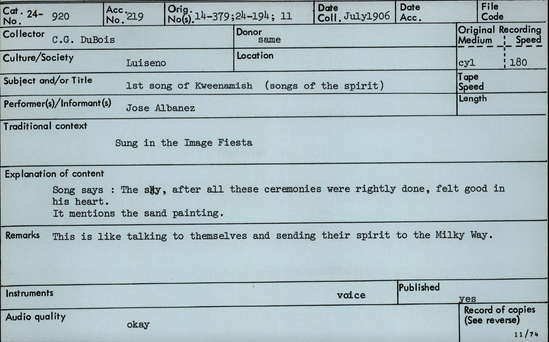 Cat. 24- 920 Acc. 219 Orig. 14-379;24-194; 11 Date July1906 Date File
No. No. No(s). Coll. Acc. Code
Collector C.G. DuBois Donor same Original Recording
Medium Speed
Culture/Society Luiseno Location cyl 180
Subject and/or Title 1st song of Kweenamish (songs of the spirit) Tape
Speed
Performer(s)/Informant(s) Jose Albanez Length
Traditional context
Sung in the Image Fiesta
Explanation of content
Song says : The sky, after all these ceremonies were rightly done, felt good in
his heart.
It mentions the sand painting.
Remarks This is like talking to themselves and sending their spirit to the Milky Way.
Instruments voice Published yes
Audio quality okay Record of copies
(See reverse)
11/74